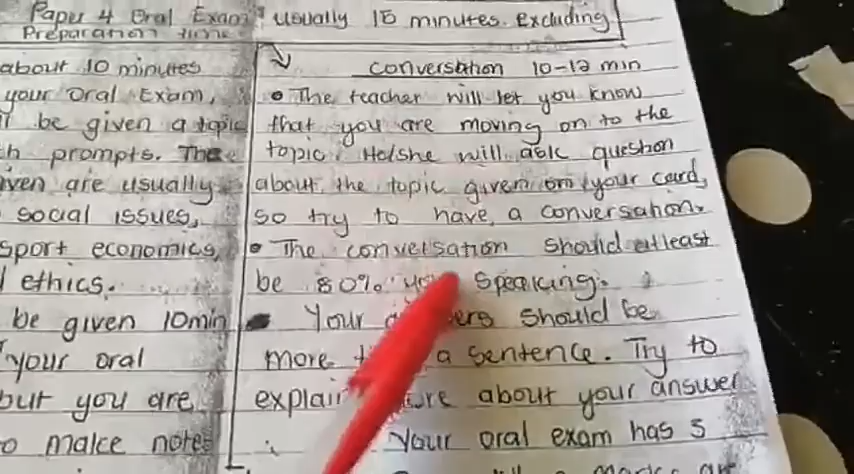 Paper 4 Oral Exam usually 15 minutes. Excluding
Preparation time
about 10 minutes
your Oral Exam,
be given a topic
h prompts. The
ven are usually
social issues,
sport economics,
ethics.
be given 10min
your oral
but you are
o make notes
conversation 10-12 min
• The teacher will let you know
that you are moving on to the
topic. He/she will ask question
about the topic given on your card,
so try to have a conversation.
• The conversation should atleast
be 80% you speaking.
Your should be
more a sentence. Try to
explain about your answer
Your oral exam has 5